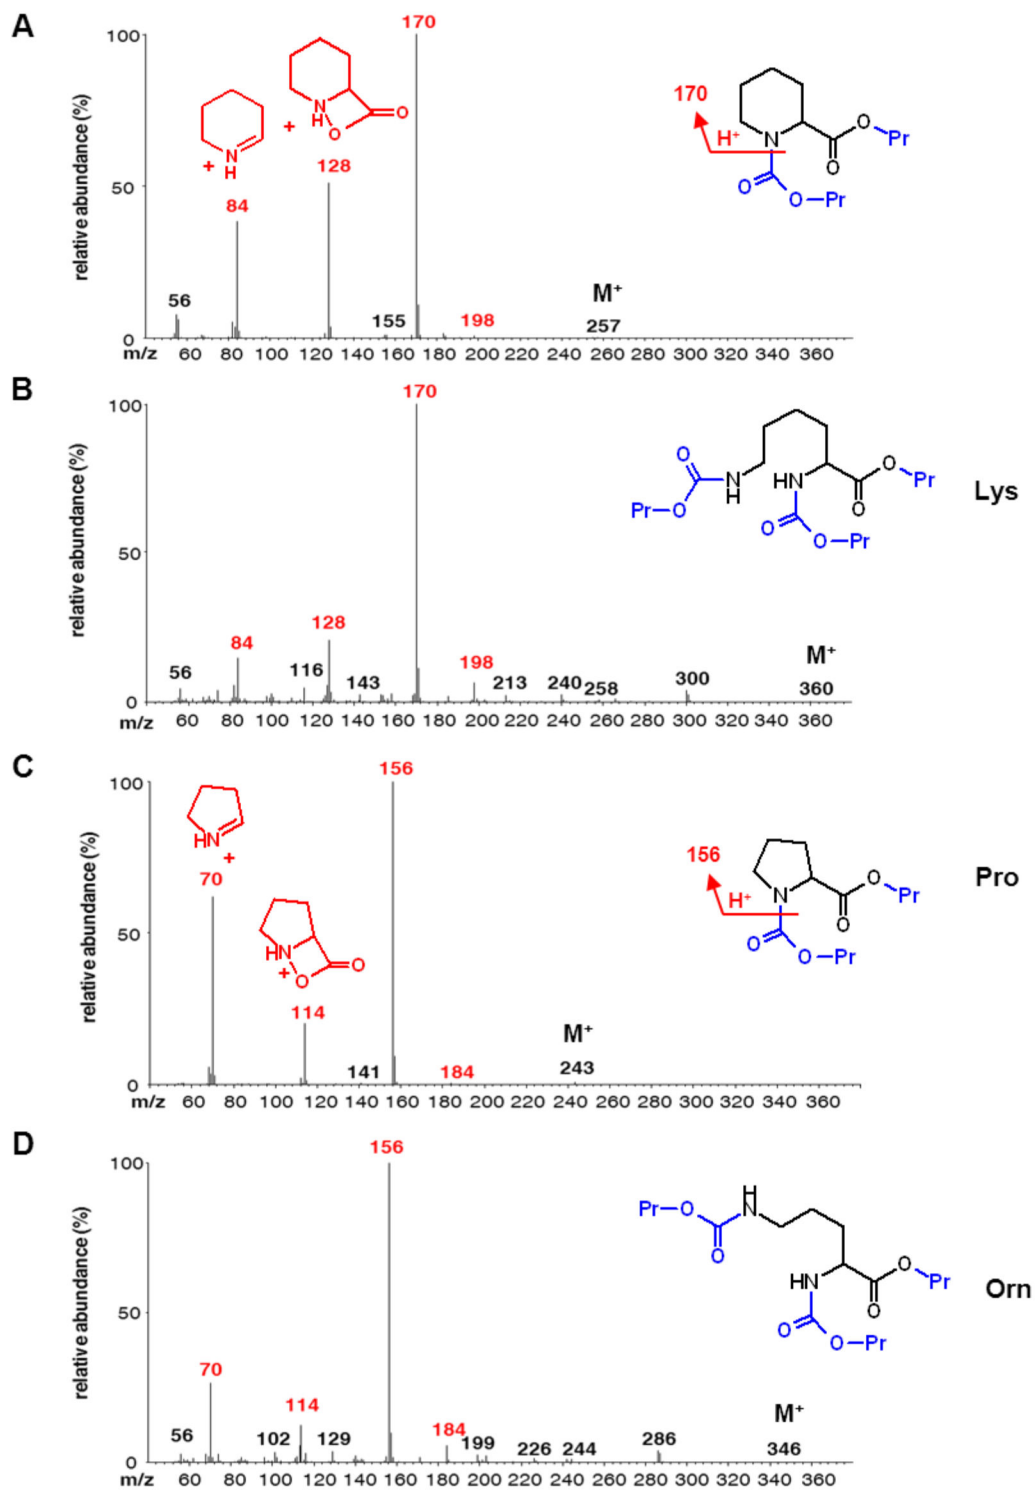 A
100
170
relative abundance (%)
50
0
N
H
+
+
N
H
O
O
84
128
56
155
198
M⁺
257
170
H⁺
N
O
Pr
O
O
O
Pr
m/z 60 80 100 120 140 160 180 200 220 240 260 280 300 320 340 360
B
100
170
relative abundance (%)
50
0
56
84
116
128
143
198
213
240
258
300
M⁺
360
O
N
H
HN
O
Pr
Pr
O
O
O
O
Pr
Lys
m/z 60 80 100 120 140 160 180 200 220 240 260 280 300 320 340 360
C
100
156
relative abundance (%)
50
0
HN
+
70
HN
+
O
O
114
141
184
M⁺
243
156
H⁺
N
O
Pr
O
O
O
Pr
Pro
m/z 60 80 100 120 140 160 180 200 220 240 260 280 300 320 340 360
D
100
156
relative abundance (%)
50
0
56
70
102
114
129
184
199
226
244
286
M⁺
346
Pr
O
H
N
O
HN
O
Pr
O
O
O
Pr
Orn
m/z 60 80 100 120 140 160 180 200 220 240 260 280 300 320 340 360